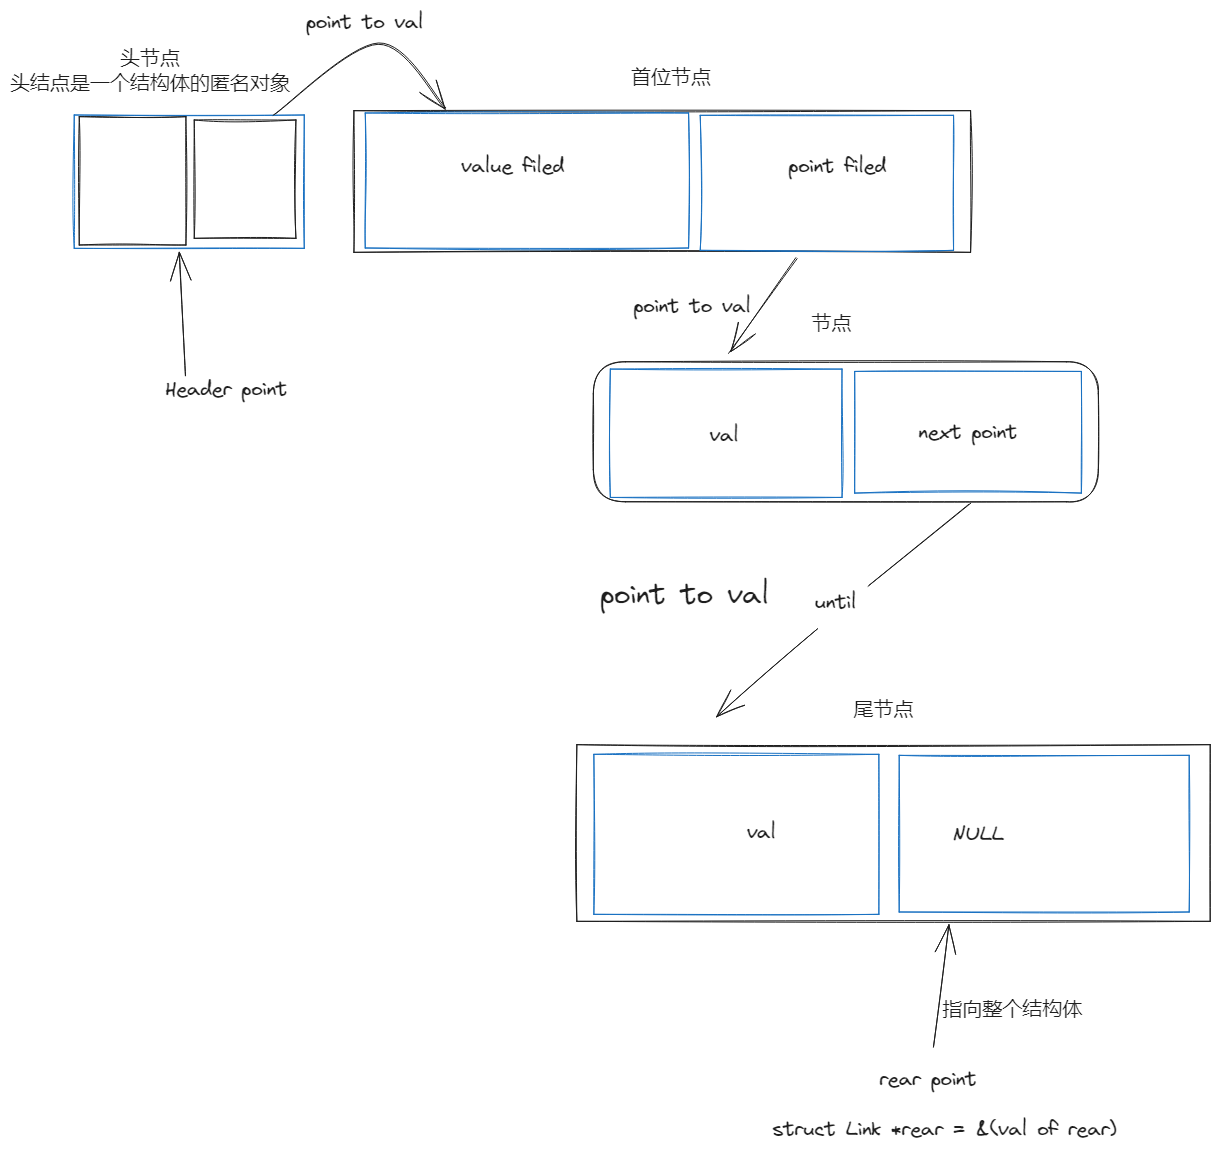 point to val
头节点
头结点是一个结构体的匿名对象
首位节点
value filed
point filed
Header point
point to val
节点
val
next point
point to val
until
尾节点
val
NULL
指向整个结构体
rear point
struct Link *rear = &(val of rear)